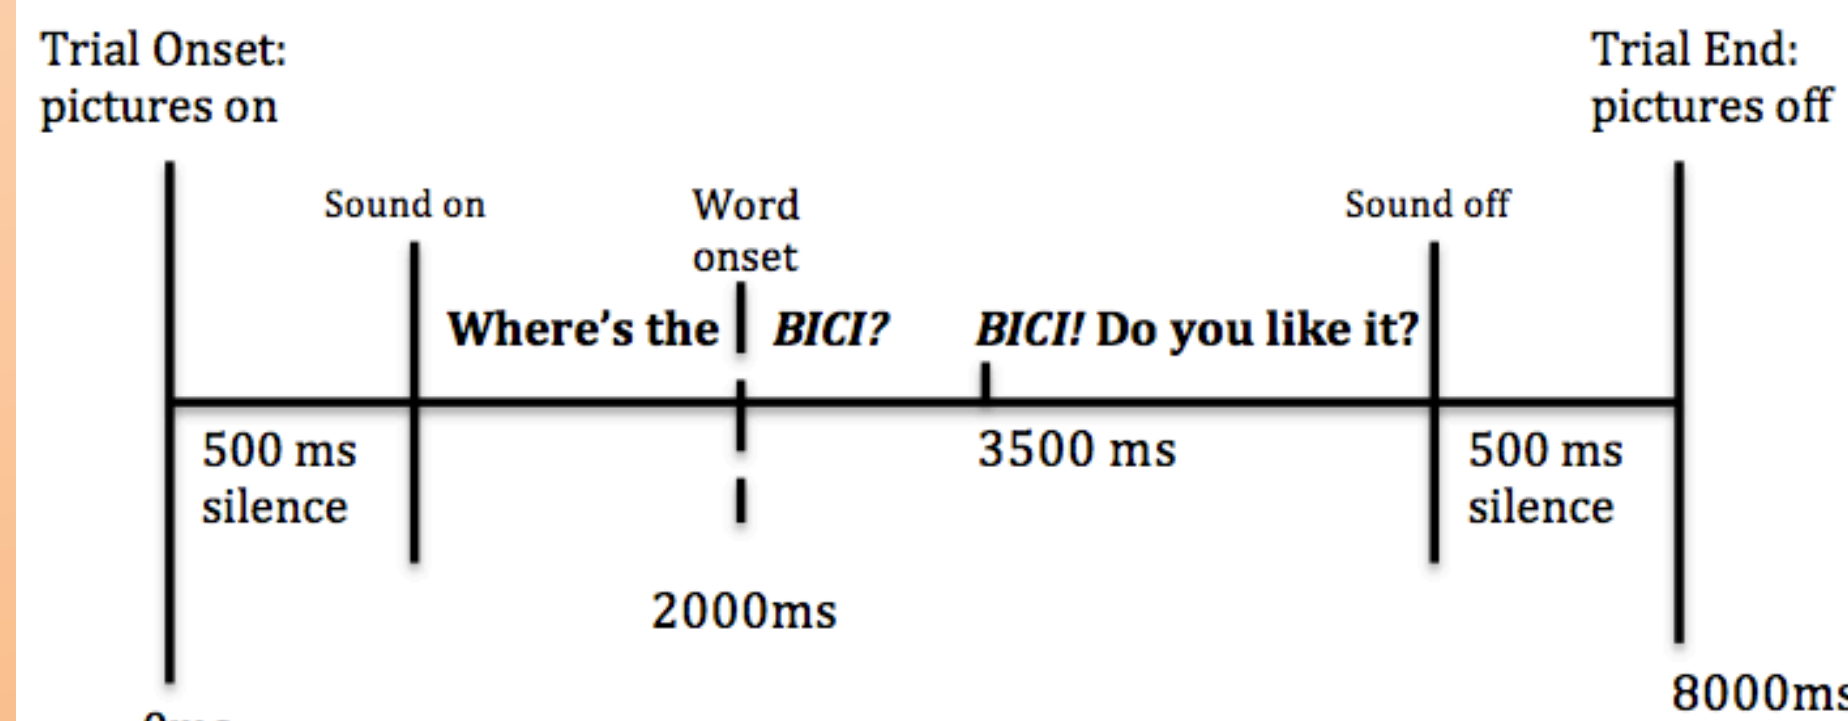 Trial Onset:
pictures on
Trial End:
pictures off
Sound on
Word
onset
Sound off
Where's the BICI? BICI! Do you like it?
500 ms
silence
3500 ms
500 ms
silence
2000ms
8000ms